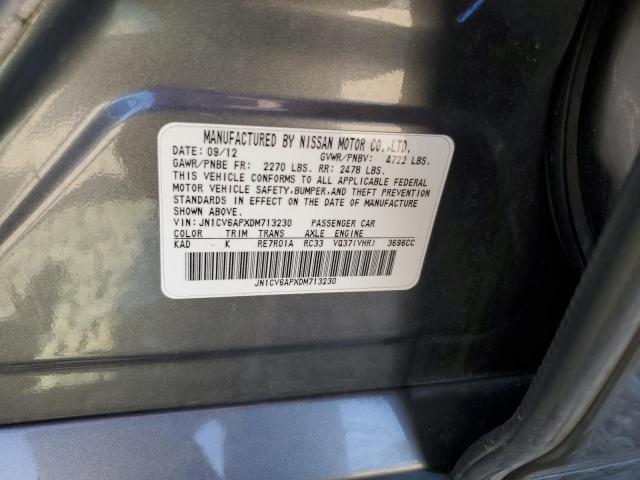 MANUFACTURED BY NISSAN MOTOR CO.,LTD.
DATE: 09/12 GVWR/PNBV: 4722 LBS.
GAWR/PNBE FR: 2270 LBS. RR: 2478 LBS.
THIS VEHICLE CONFORMS TO ALL APPLICABLE FEDERAL
MOTOR VEHICLE SAFETY,BUMPER,AND THEFT PREVENTION
STANDARDS IN EFFECT ON THE DATE OF MANUFACTURE
SHOWN ABOVE.
VIN: JN1CV6APXDM713230 PASSENGER CAR
COLOR TRIM TRANS AXLE ENGINE
KAD K RE7R01A RC33 VQ37(VHR) 3696CC
JN1CV6APXDM713230